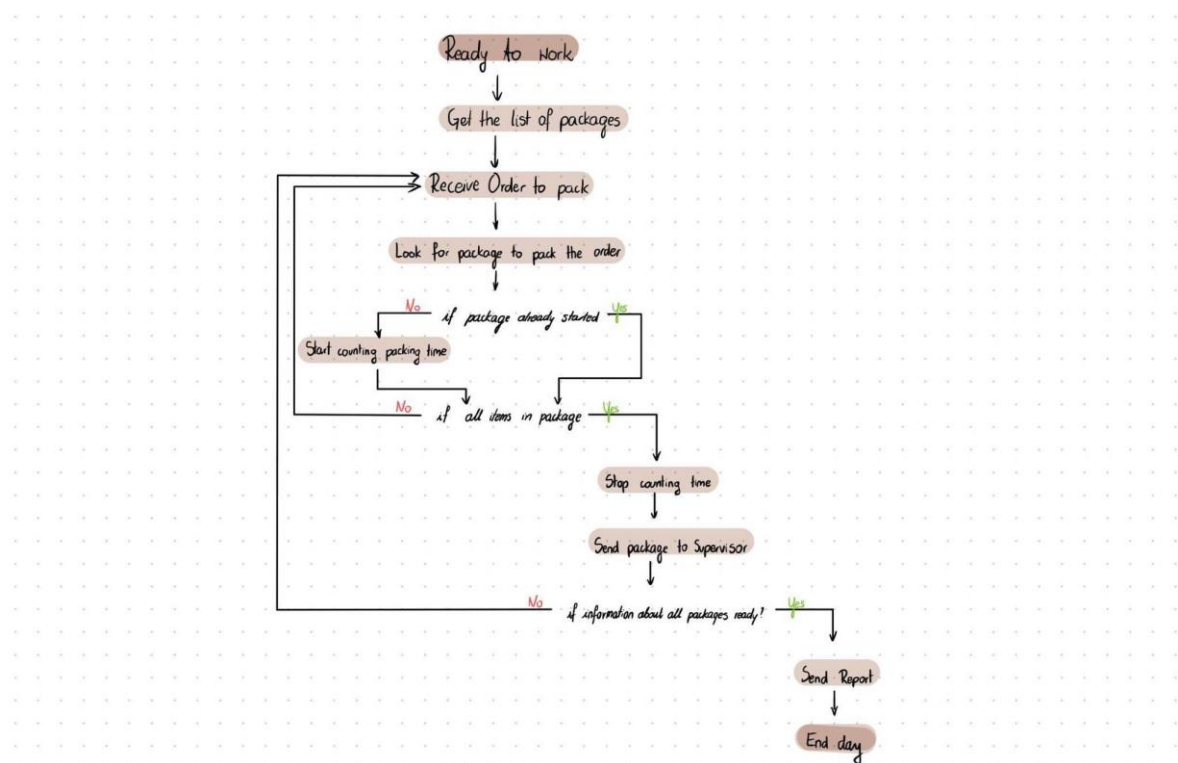 Ready to work
Get the list of packages
Receive Order to pack
Look for package to pack the order
No
if package already started
Yes
Start counting packing time
No
if all items in package
Yes
Stop counting time
Send package to Supervisor
No
if information about all packages ready?
Yes
Send Report
End day